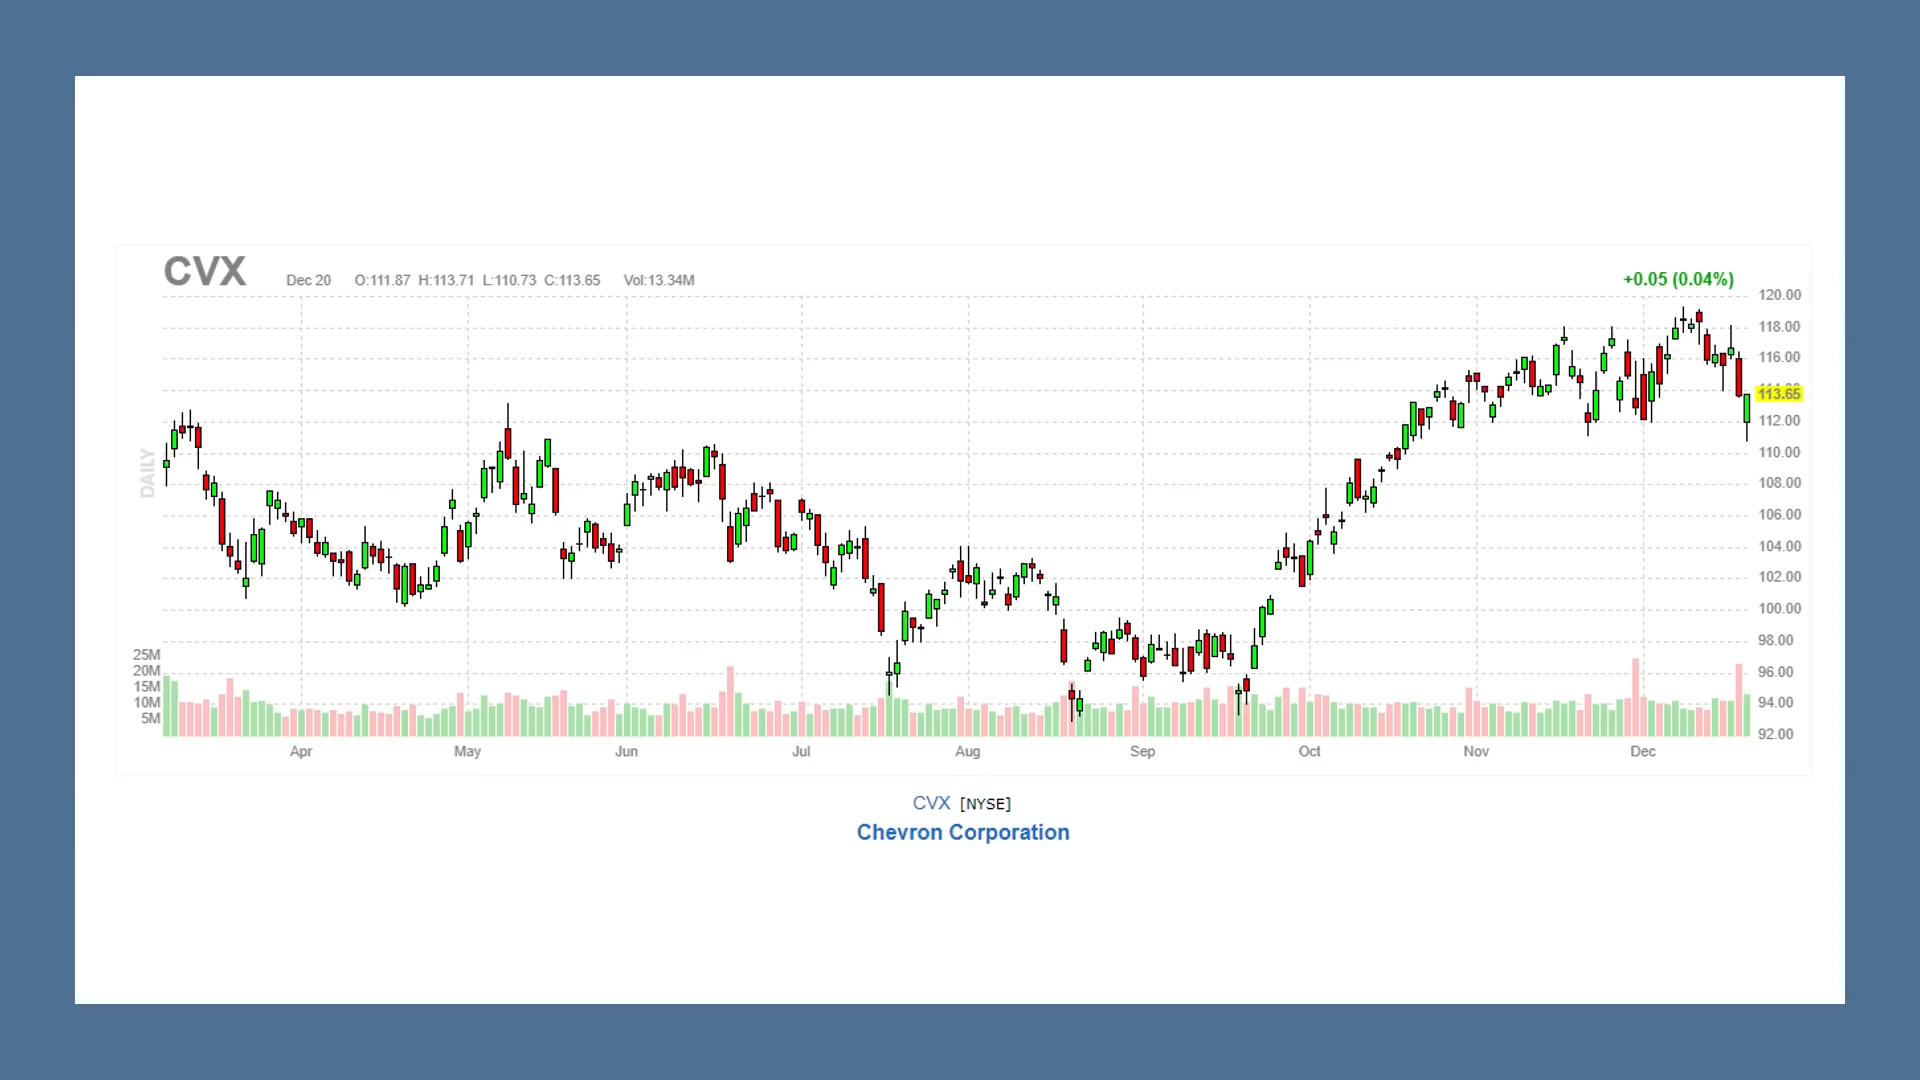 CVX Dec 20 O:111.87 H:113.71 L:110.73 C:113.65 Vol:13.34M +0.05 (0.04%)
120.00
118.00
116.00
114.00
113.65
112.00
110.00
DAILY
108.00
106.00
104.00
102.00
100.00
98.00
25M
96.00
20M
15M
10M
94.00
5M
92.00
Apr May Jun Jul Aug Sep Oct Nov Dec
CVX [NYSE]
Chevron Corporation